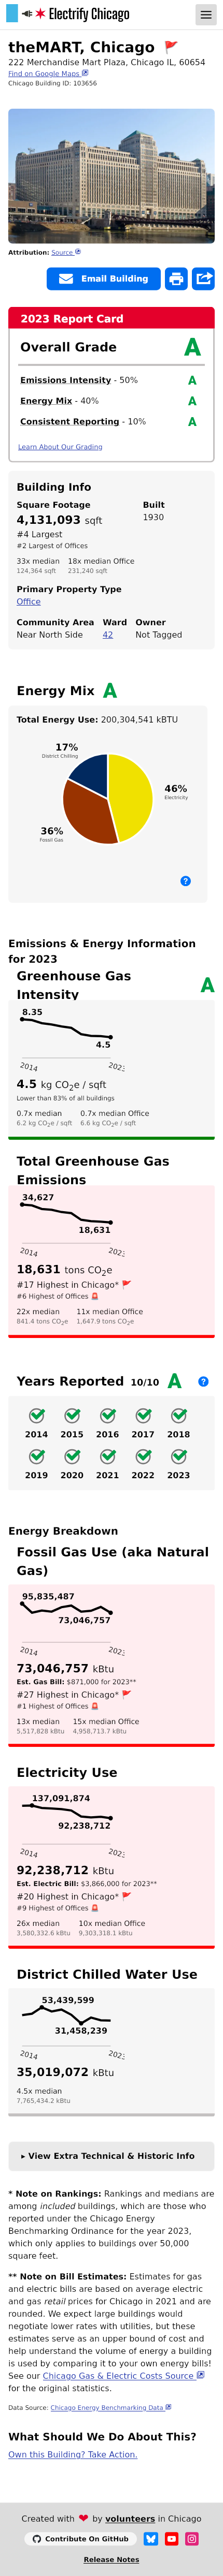 Electrify Chicago
theMART, Chicago 🚩
222 Merchandise Mart Plaza, Chicago IL, 60654
Find on Google Maps
Chicago Building ID: 103656
Attribution: Source
Email Building
2023 Report Card
Overall Grade A
Emissions Intensity - 50% A
Energy Mix - 40% A
Consistent Reporting - 10% A
Learn About Our Grading
Building Info
Square Footage
4,131,093 sqft
#4 Largest
#2 Largest of Offices
33x median
124,364 sqft
18x median Office
231,240 sqft
Built
1930
Primary Property Type
Office
Community Area
Near North Side
Ward
42
Owner
Not Tagged
Energy Mix A
Total Energy Use: 200,304,541 kBTU
17%
District Chilling
46%
Electricity
36%
Fossil Gas
?
Emissions & Energy Information
for 2023
Greenhouse Gas
Intensity A
8.35
4.5
2014
202
4.5 kg CO2e / sqft
Lower than 83% of all buildings
0.7x median
6.2 kg CO2e / sqft
0.7x median Office
6.6 kg CO2e / sqft
Total Greenhouse Gas
Emissions
34,627
18,631
2014
202
18,631 tons CO2e
#17 Highest in Chicago* 🚩
#6 Highest of Offices 🚨
22x median
841.4 tons CO2e
11x median Office
1,647.9 tons CO2e
Years Reported 10/10 A ?
2014 2015 2016 2017 2018
2019 2020 2021 2022 2023
Energy Breakdown
Fossil Gas Use (aka Natural
Gas)
95,835,487
73,046,757
2014
202
73,046,757 kBtu
Est. Gas Bill: $871,000 for 2023**
#27 Highest in Chicago* 🚩
#1 Highest of Offices 🚨
13x median
5,517,828 kBtu
15x median Office
4,958,713.7 kBtu
Electricity Use
137,091,874
92,238,712
2014
202
92,238,712 kBtu
Est. Electric Bill: $3,866,000 for 2023**
#20 Highest in Chicago* 🚩
#9 Highest of Offices 🚨
26x median
3,580,332.6 kBtu
10x median Office
9,303,318.1 kBtu
District Chilled Water Use
53,439,599
31,458,239
2014
202
35,019,072 kBtu
4.5x median
7,765,434.2 kBtu
▸ View Extra Technical & Historic Info
* Note on Rankings: Rankings and medians are
among included buildings, which are those who
reported under the Chicago Energy
Benchmarking Ordinance for the year 2023,
which only applies to buildings over 50,000
square feet.
** Note on Bill Estimates: Estimates for gas
and electric bills are based on average electric
and gas retail prices for Chicago in 2021 and are
rounded. We expect large buildings would
negotiate lower rates with utilities, but these
estimates serve as an upper bound of cost and
help understand the volume of energy a building
is used by comparing it to your own energy bills!
See our Chicago Gas & Electric Costs Source
for the original statistics.
Data Source: Chicago Energy Benchmarking Data
What Should We Do About This?
Own this Building? Take Action.
Created with ❤ by volunteers in Chicago
Contribute On GitHub
Release Notes